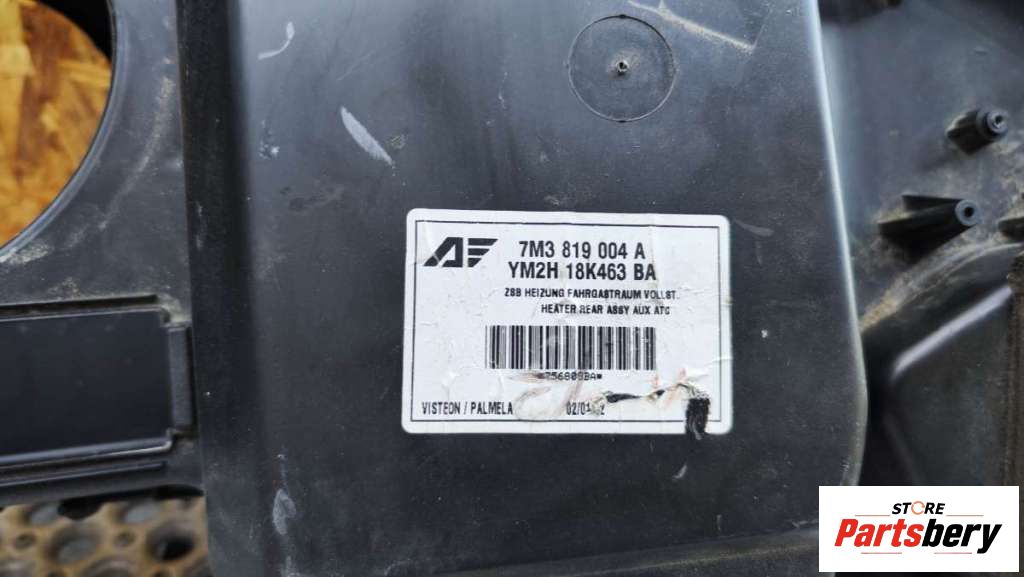 7M3 819 004 A
YM2H 18K463 BA
ZSB HEIZUNG FAHRGASTRAUM VOLLST.
HEATER REAR ASSY AUX ATC
VISTEON / PALMELA
STORE
Partsbery